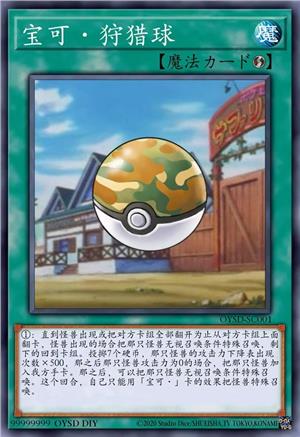 宝可·狩猎球
魔
【魔法カード】
OYSD-SC001
①：直到怪兽出现或把对方卡组全部翻开为止从对方卡组上面
翻卡。怪兽出现的场合把那只怪兽无视召唤条件特殊召唤，剩
下的回到卡组。投掷7个硬币，那只怪兽的攻击力下降表出现
次数×500。那之后那只怪兽攻击力为0的场合，把那只怪兽加
入我方手卡。那之后，可以把那只怪兽无视召唤条件特殊召
唤。这个回合，自己只能用「宝可·」卡的效果把怪兽特殊召
唤。
99999999 OYSD DIY
©2020 Studio Dice/SHUEISHA,TV TOKYO,KONAMI